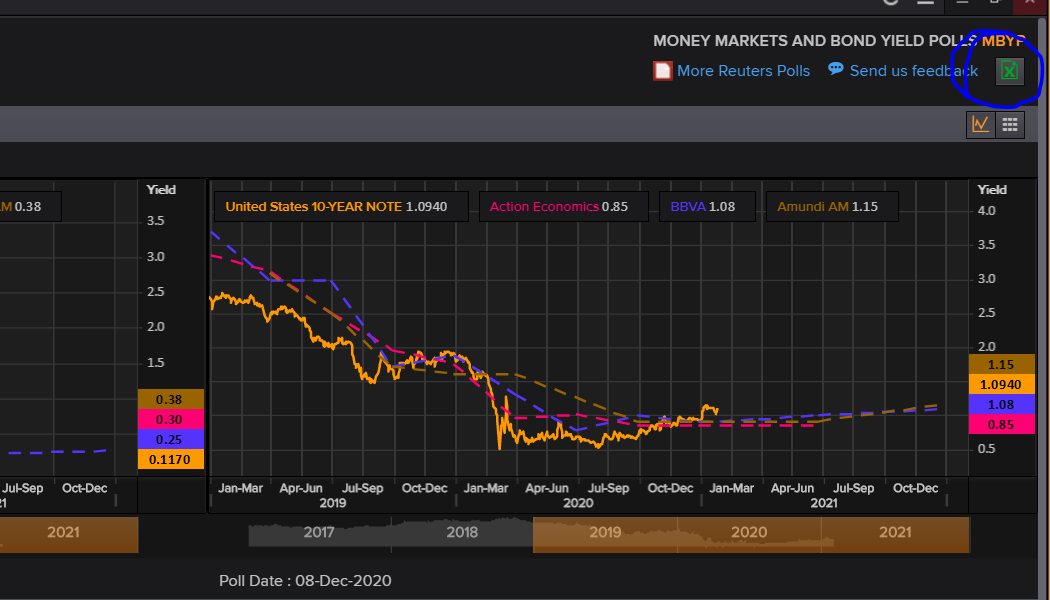 MONEY MARKETS AND BOND YIELD POLLS MBYP
More Reuters Polls Send us feedback
M 0.38
Yield
3.5
3.0
2.5
2.0
1.5
0.38
0.30
0.25
0.1170
Jul-Sep Oct-Dec
21
United States 10-YEAR NOTE 1.0940
Action Economics 0.85
BBVA 1.08
Amundi AM 1.15
Yield
4.0
3.5
3.0
2.5
2.0
1.15
1.0940
1.08
0.85
0.5
Jan-Mar Apr-Jun Jul-Sep Oct-Dec Jan-Mar Apr-Jun Jul-Sep Oct-Dec Jan-Mar Apr-Jun Jul-Sep Oct-Dec
2019 2020 2021
2021 2017 2018 2019 2020 2021
Poll Date : 08-Dec-2020